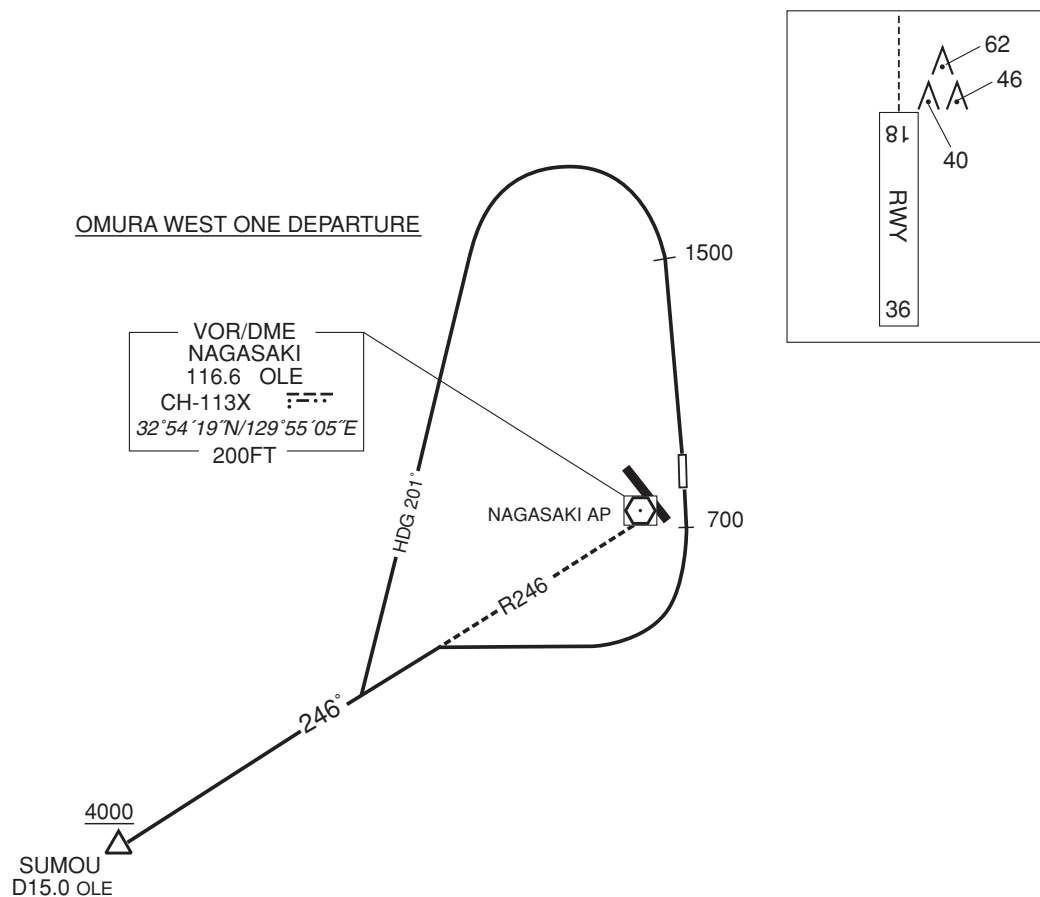 OMURA WEST ONE DEPARTURE
VOR/DME
NAGASAKI
116.6 OLE
CH-113X
32°54´19˝N/129°55´05˝E
200FT
1500
HDG 201°
NAGASAKI AP
700
R246
246°
4000
SUMOU
D15.0 OLE
62
46
40
18
RWY
36